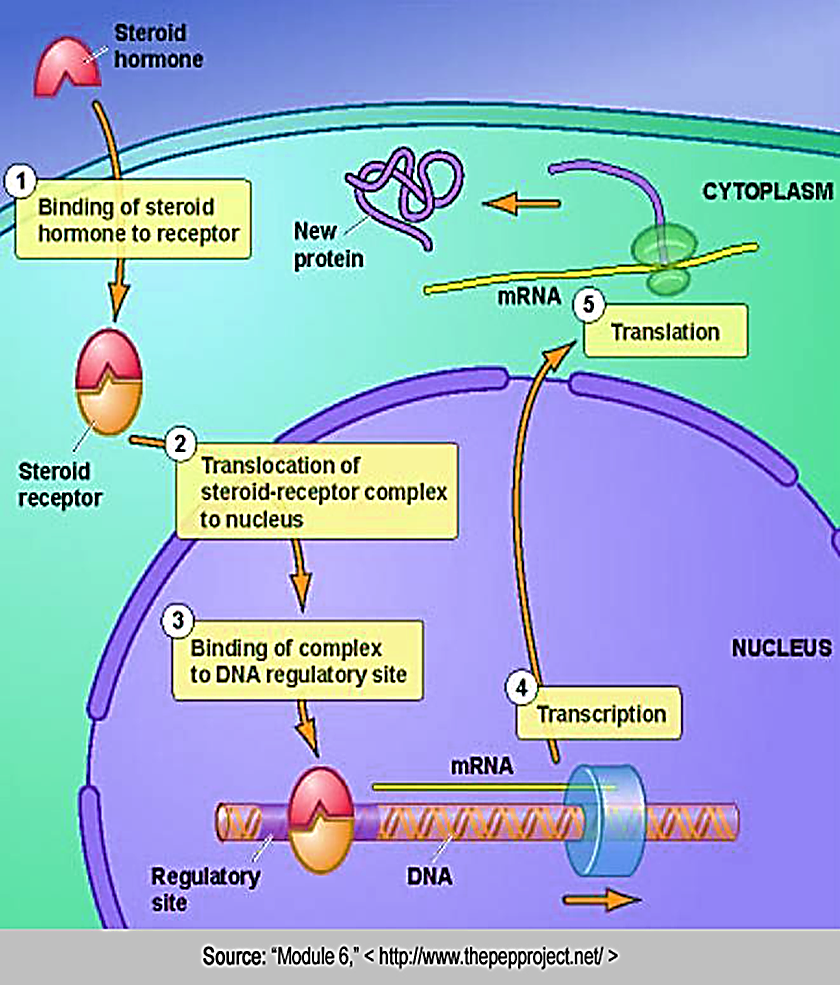 Steroid
hormone
1
Binding of steroid
hormone to receptor
CYTOPLASM
New
protein
mRNA
5
Translation
Steroid
receptor
2
Translocation of
steroid-receptor complex
to nucleus
3
Binding of complex
to DNA regulatory site
NUCLEUS
4
Transcription
mRNA
Regulatory
site
DNA
Source: “Module 6,” < http://www.thepepproject.net/ >